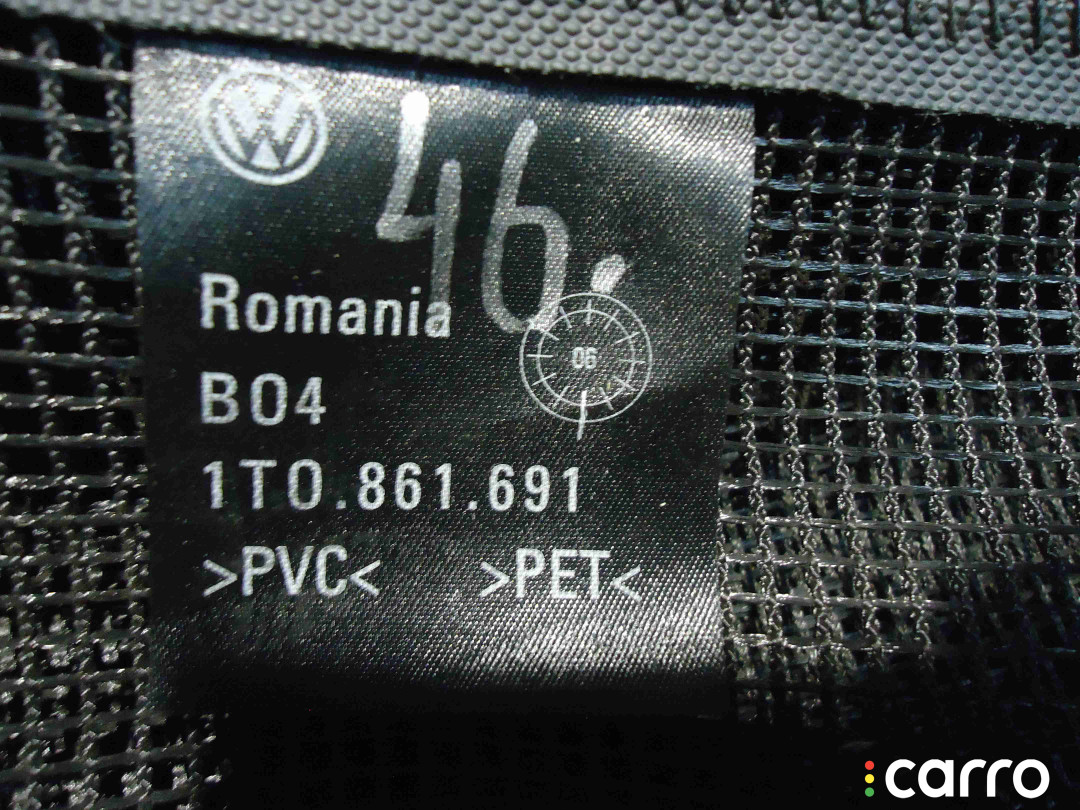 46.
Romania
06
B04
1T0.861.691
>PVC< >PET<
carro